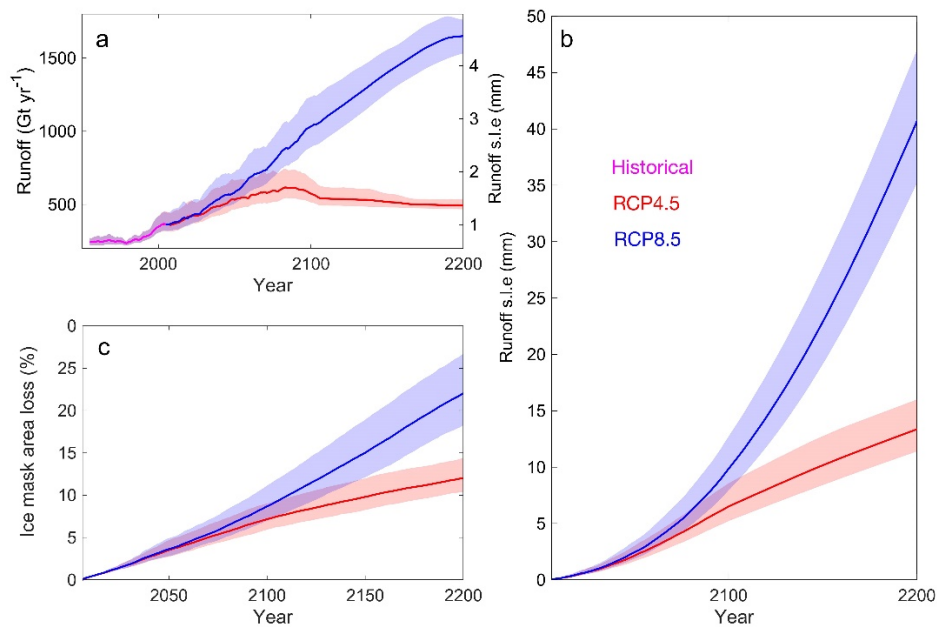 a
Runoff (Gt yr⁻¹)
1500
1000
500
4
3
2
1
Runoff s.l.e (mm)
2000
2100
2200
Year
b
Runoff s.l.e (mm)
50
45
40
35
30
25
20
15
10
5
0
Historical
RCP4.5
RCP8.5
2100
2200
Year
c
Ice mask area loss (%)
0
25
20
15
10
5
0
2050
2100
2150
2200
Year